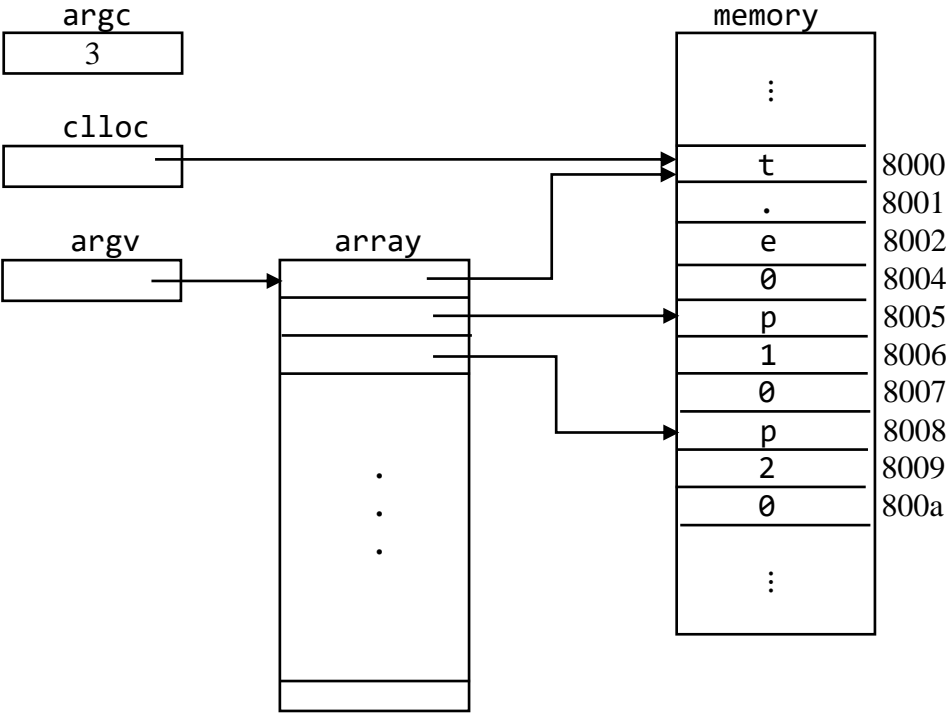 argc
memory
3
⋮
clloc
t 8000
. 8001
argv
array
e 8002
0 8004
p 8005
1 8006
0 8007
p 8008
2 8009
0 800a
.
.
.
⋮